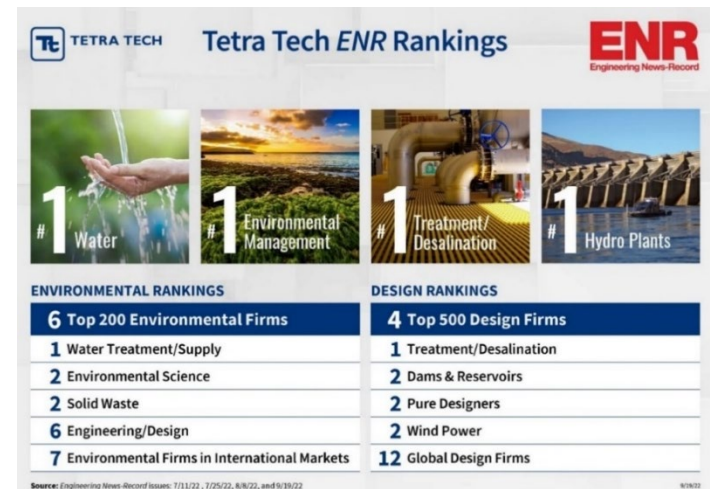 Tt TETRA TECH
Tetra Tech ENR Rankings
ENR
Engineering News-Record
#1 Water
#1 Environmental
Management
#1 Treatment/
Desalination
#1 Hydro Plants
ENVIRONMENTAL RANKINGS
6 Top 200 Environmental Firms
1 Water Treatment/Supply
2 Environmental Science
2 Solid Waste
6 Engineering/Design
7 Environmental Firms in International Markets
DESIGN RANKINGS
4 Top 500 Design Firms
1 Treatment/Desalination
2 Dams & Reservoirs
2 Pure Designers
2 Wind Power
12 Global Design Firms
Source: Engineering News-Record issues: 7/11/22, 7/25/22, 8/8/22, and 9/19/22
9/19/22